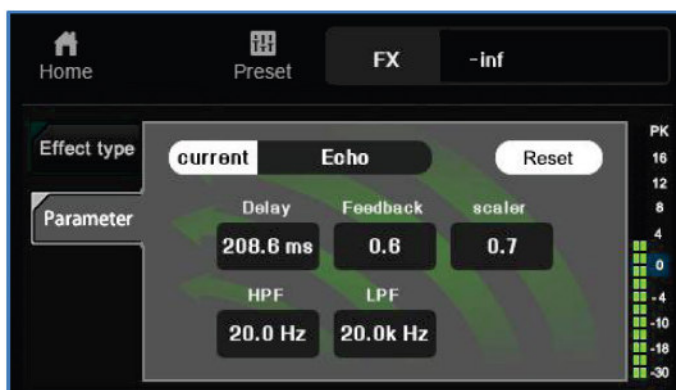 Home
Preset
FX
-inf
Effect type
Parameter
current
Echo
Reset
Delay
Feedback
scaler
208.6 ms
0.6
0.7
HPF
LPF
20.0 Hz
20.0k Hz
PK
16
12
8
4
0
-4
-10
-18
-30